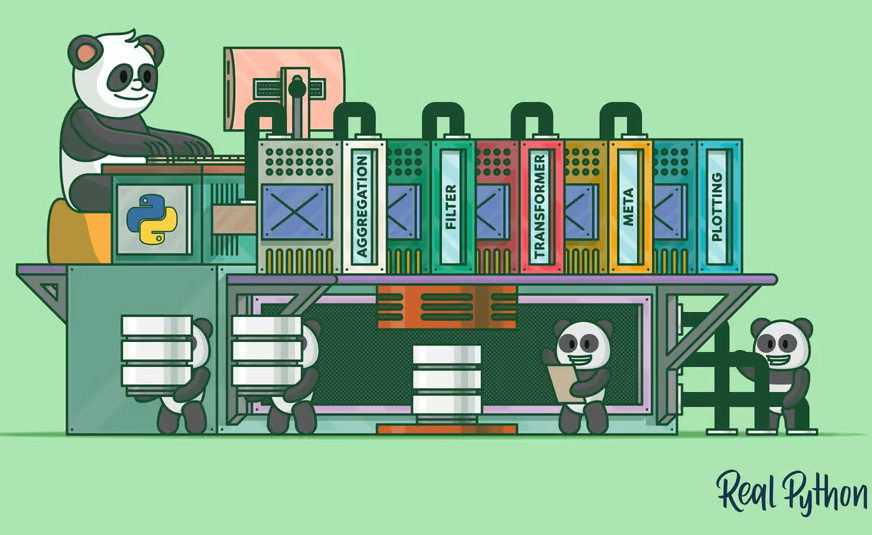 AGGREGATION
FILTER
TRANSFORMER
META
PLOTTING
Real Python